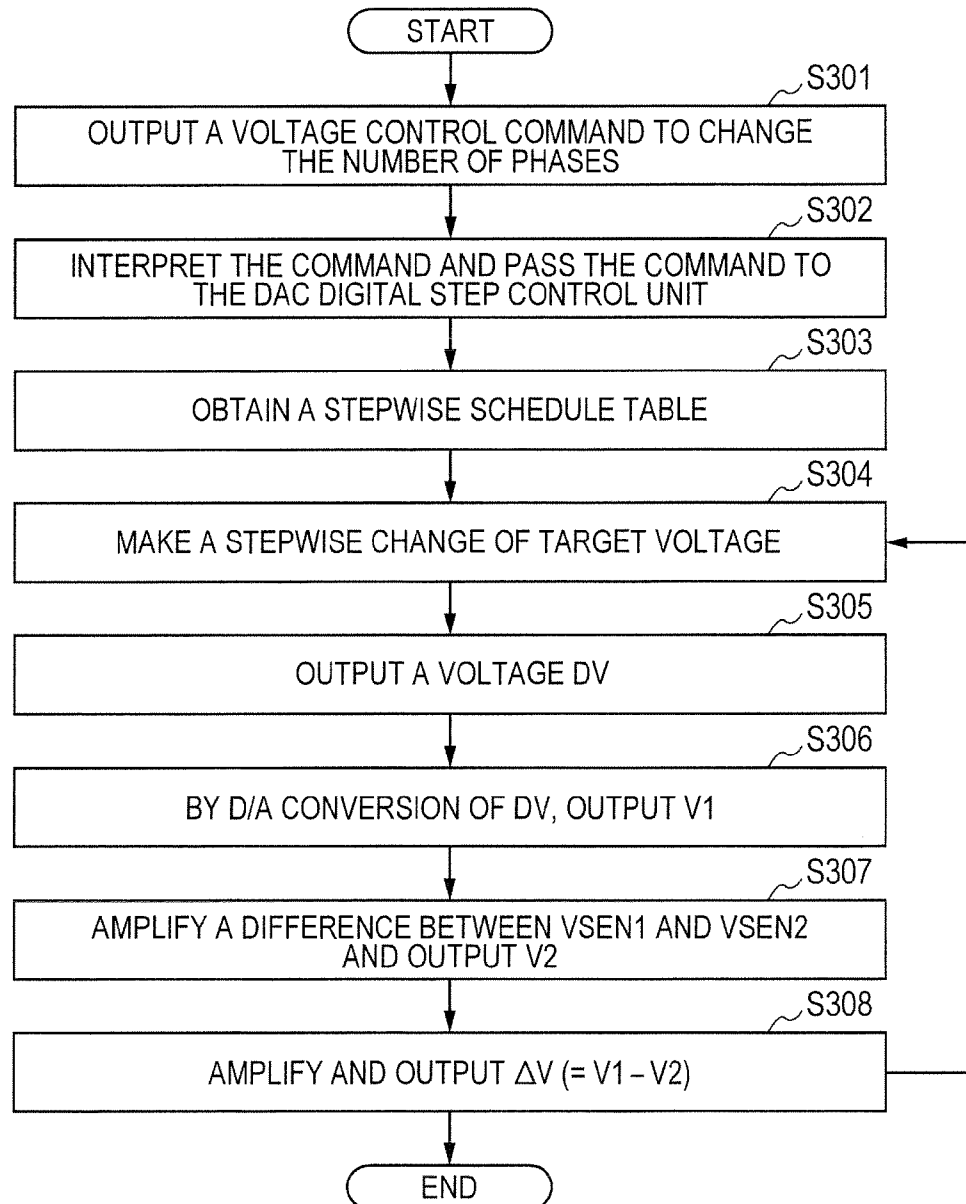 START
S301
OUTPUT A VOLTAGE CONTROL COMMAND TO CHANGE
THE NUMBER OF PHASES
S302
INTERPRET THE COMMAND AND PASS THE COMMAND TO
THE DAC DIGITAL STEP CONTROL UNIT
S303
OBTAIN A STEPWISE SCHEDULE TABLE
S304
MAKE A STEPWISE CHANGE OF TARGET VOLTAGE
S305
OUTPUT A VOLTAGE DV
S306
BY D/A CONVERSION OF DV, OUTPUT V1
S307
AMPLIFY A DIFFERENCE BETWEEN VSEN1 AND VSEN2
AND OUTPUT V2
S308
AMPLIFY AND OUTPUT ΔV (= V1 – V2)
END